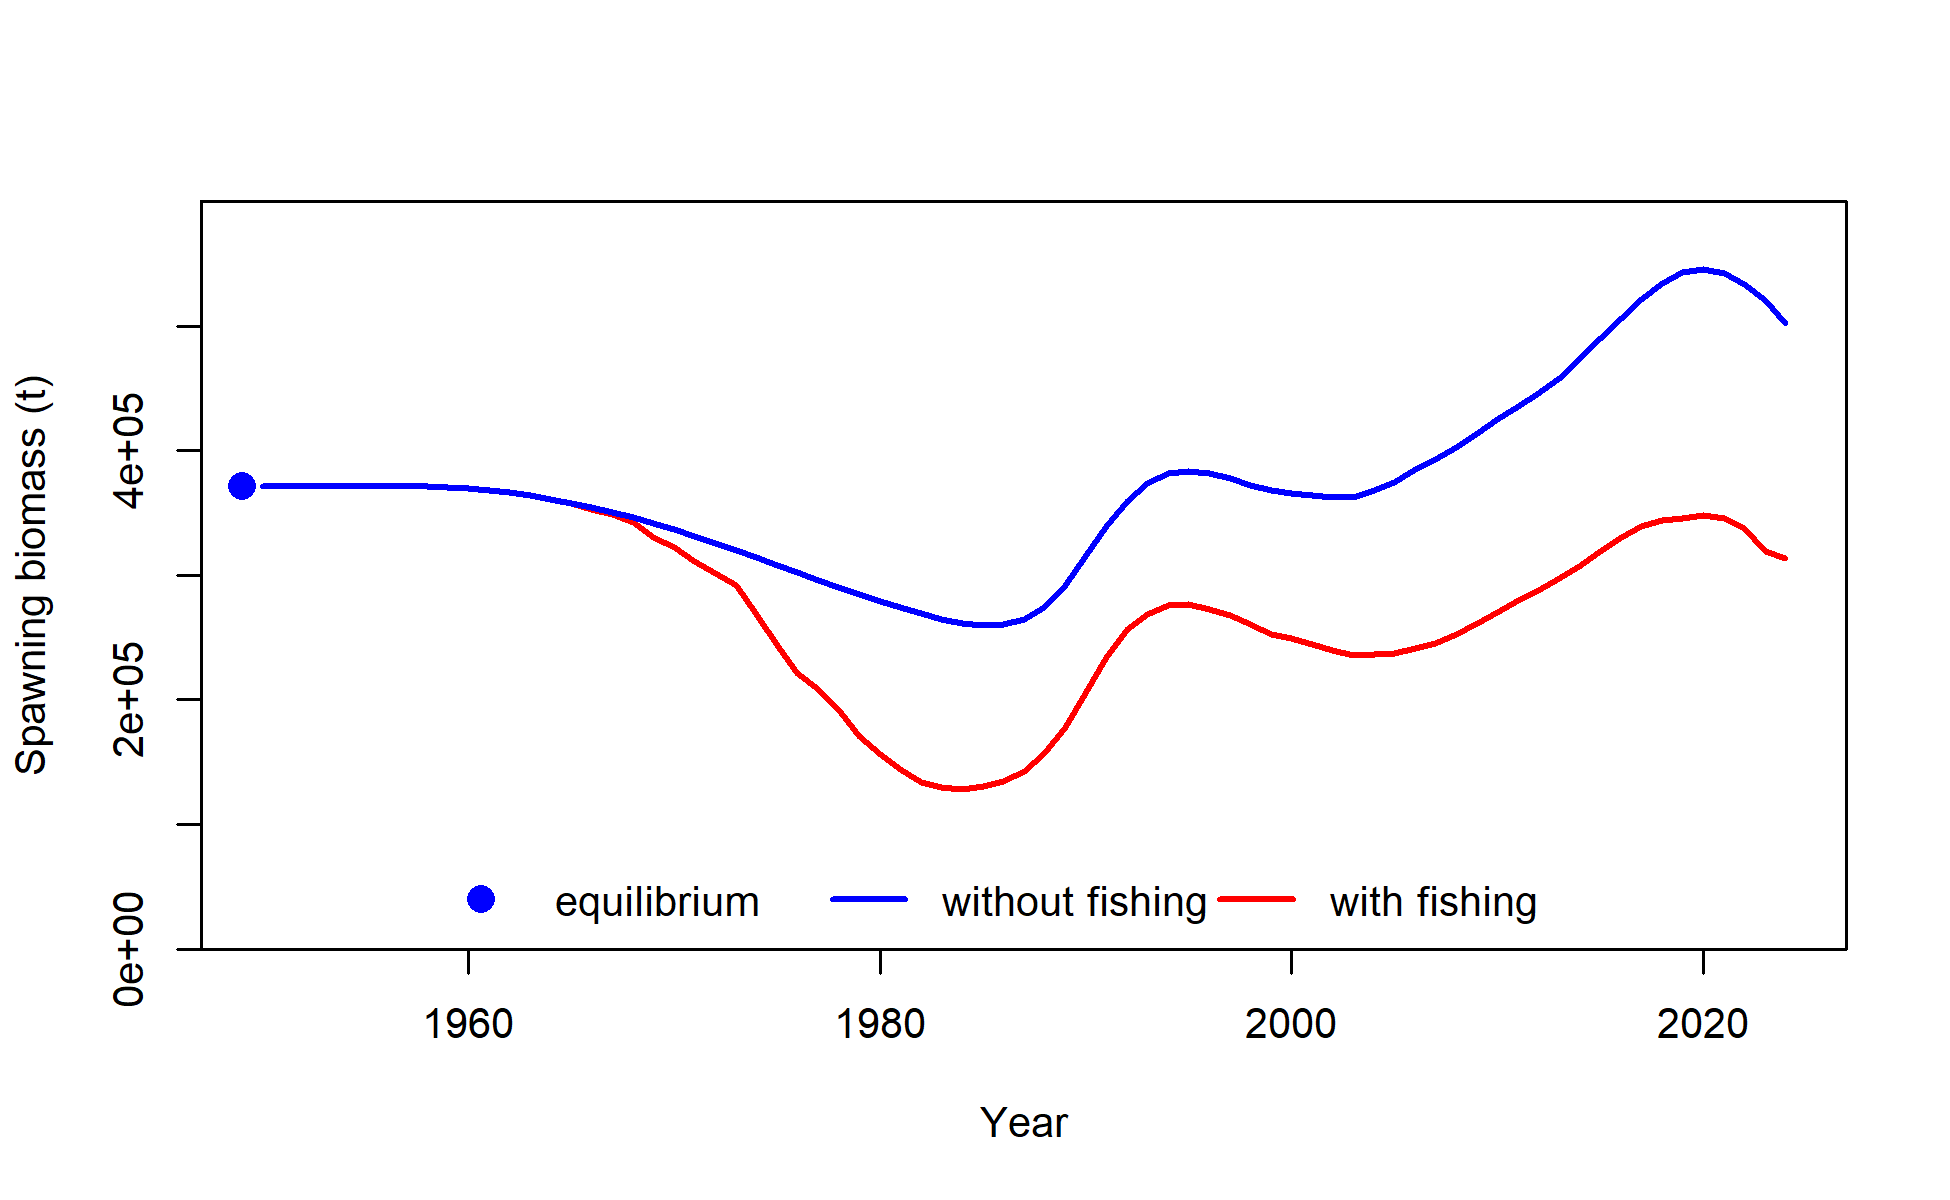 Spawning biomass (t)
4e+05
2e+05
0e+00
equilibrium without fishing with fishing
1960 1980 2000 2020
Year